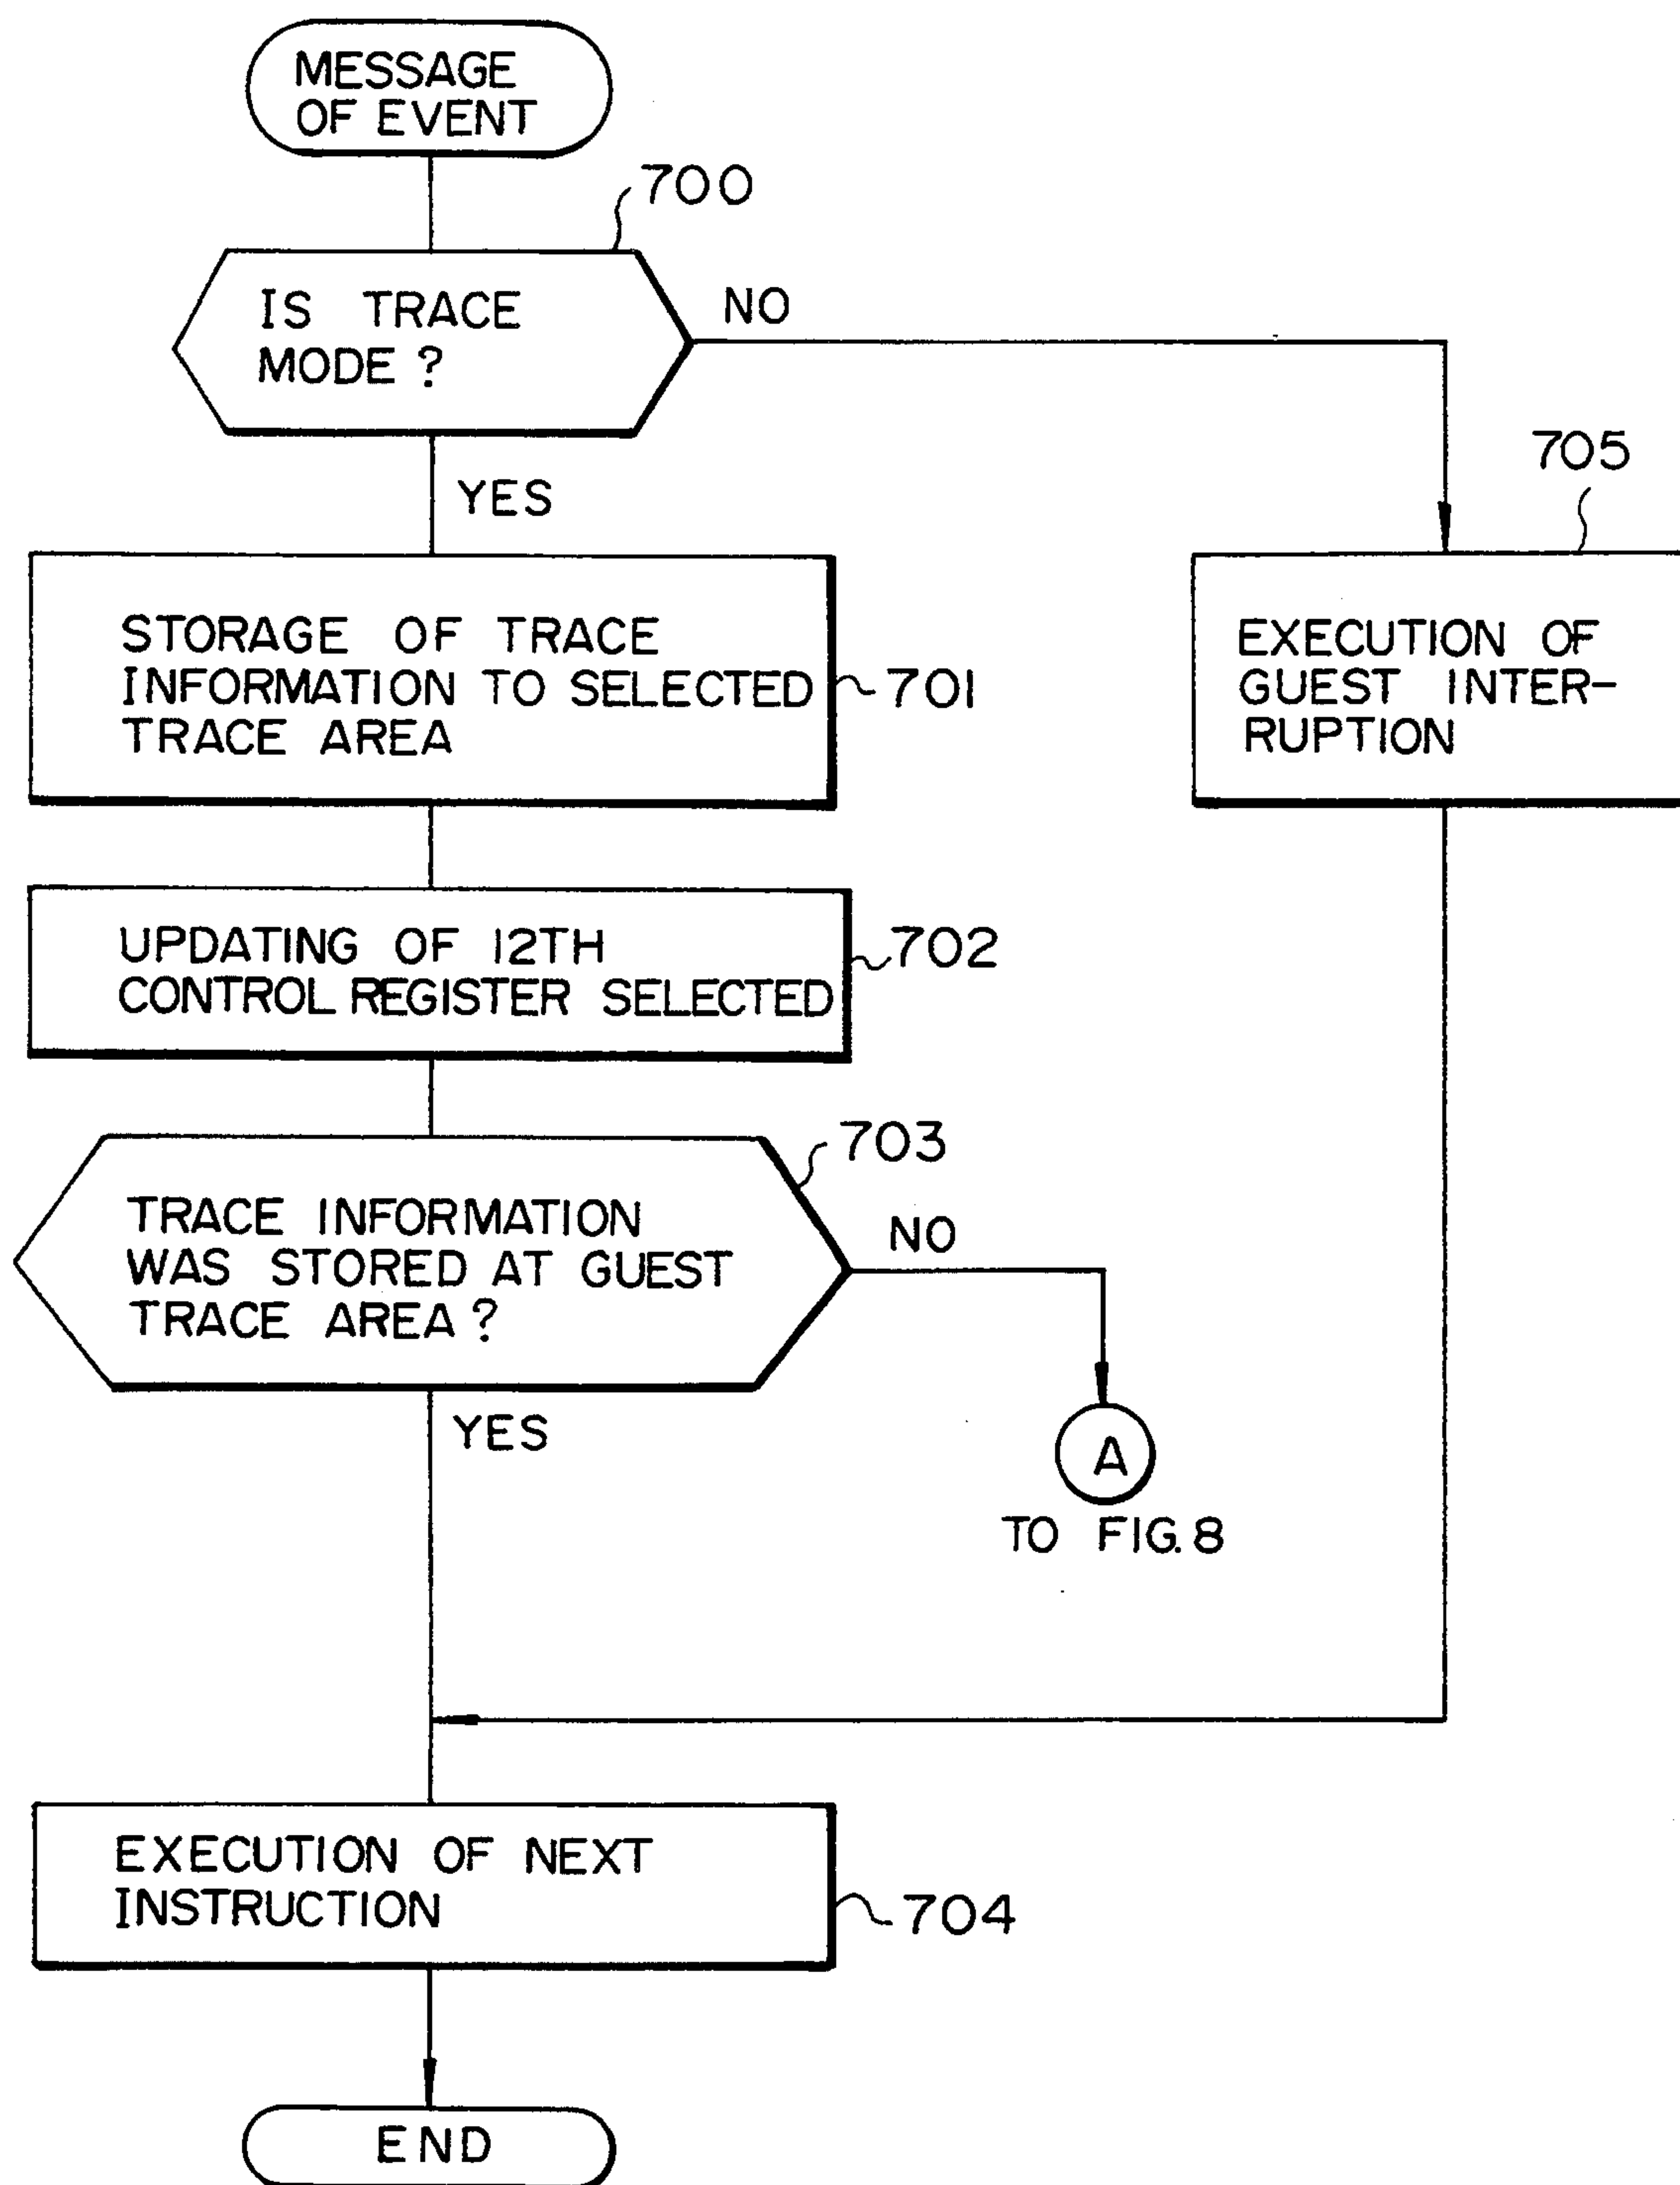 MESSAGE
OF EVENT
700
IS TRACE
MODE ?
NO
YES
705
STORAGE OF TRACE
INFORMATION TO SELECTED
TRACE AREA
701
EXECUTION OF
GUEST INTER-
RUPTION
UPDATING OF 12TH
CONTROL REGISTER SELECTED
702
703
TRACE INFORMATION
WAS STORED AT GUEST
TRACE AREA ?
NO
YES
A
TO FIG. 8
EXECUTION OF NEXT
INSTRUCTION
704
END